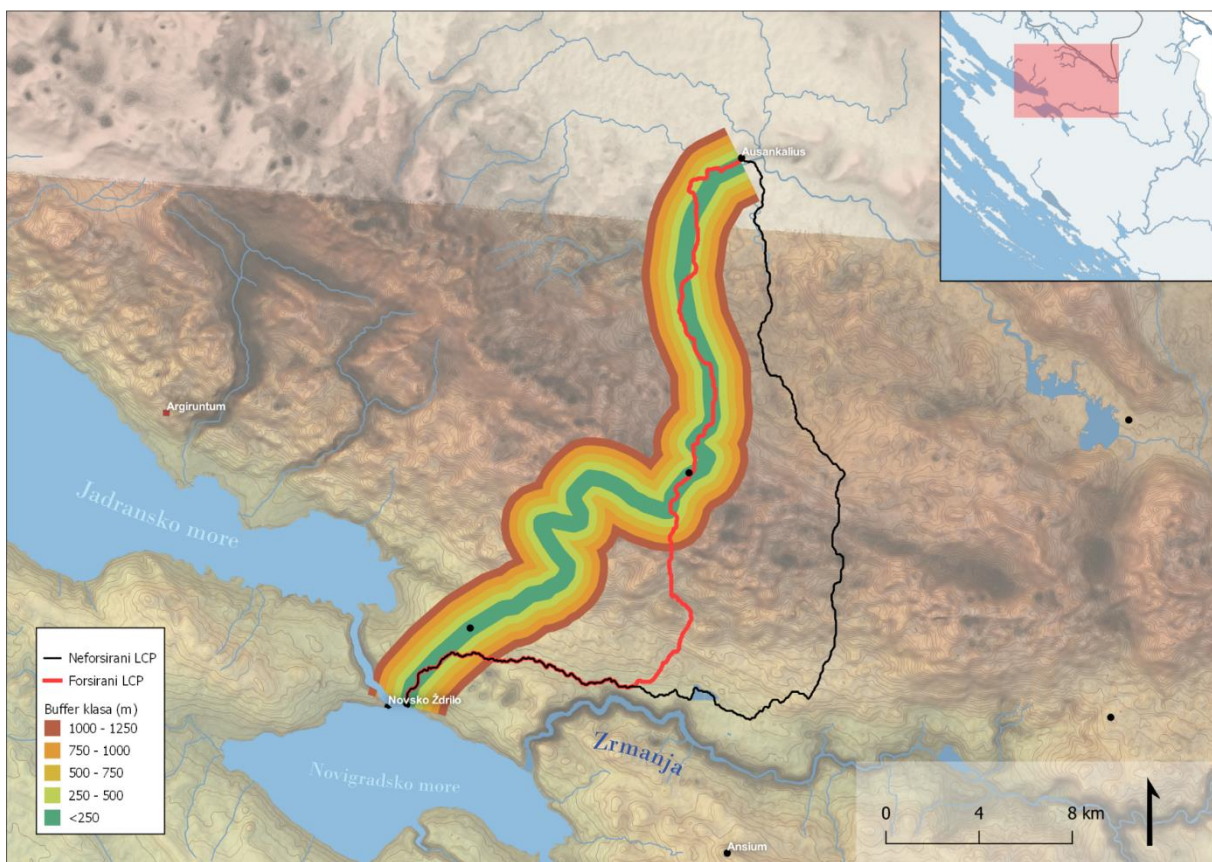 Ausankalius
Argiruntum
Jadransko more
Novsko Ždrilo
Zrmanja
Novigradsko more
Ansium
Neforsirani LCP
Forsirani LCP
Buffer klasa (m)
1000 - 1250
750 - 1000
500 - 750
250 - 500
<250
0 4 8 km